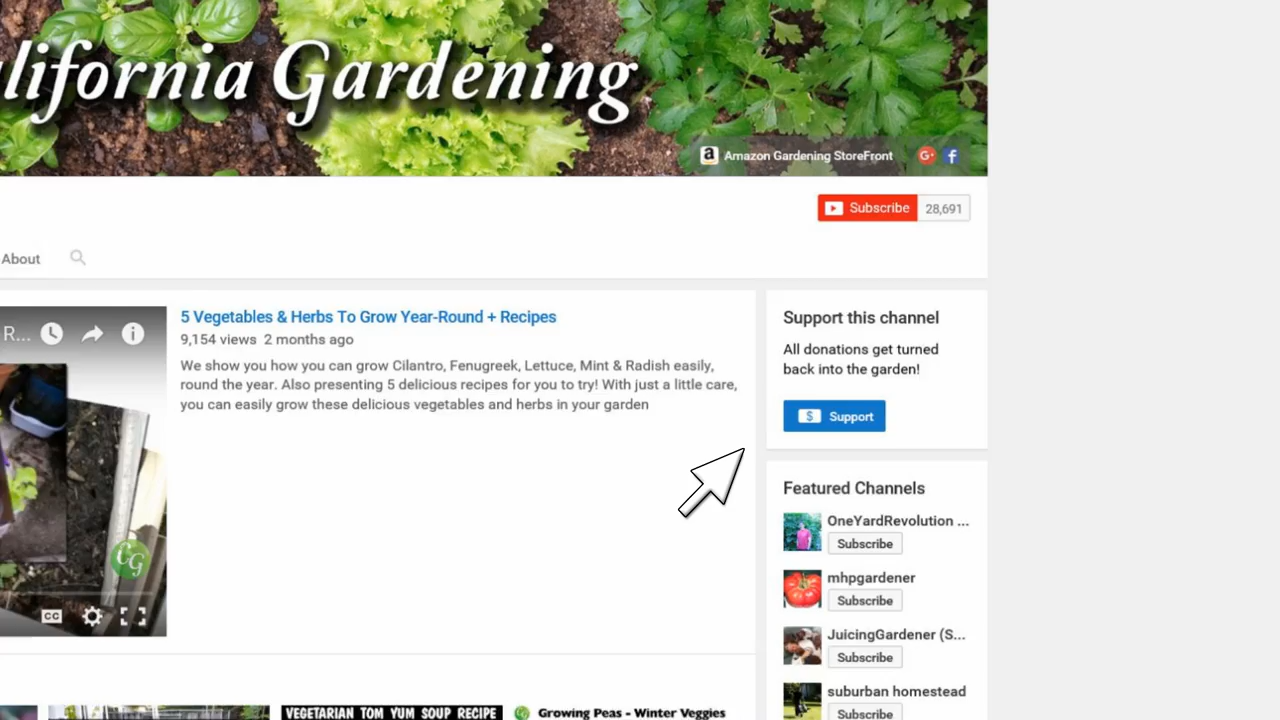 alifornia Gardening
Amazon Gardening StoreFront
Subscribe 28,691
About
R...
5 Vegetables & Herbs To Grow Year-Round + Recipes
9,154 views 2 months ago
We show you how you can grow Cilantro, Fenugreek, Lettuce, Mint & Radish easily,
round the year. Also presenting 5 delicious recipes for you to try! With just a little care,
you can easily grow these delicious vegetables and herbs in your garden
CG
CC
Support this channel
All donations get turned
back into the garden!
$ Support
Featured Channels
OneYardRevolution ...
Subscribe
mhpgardener
Subscribe
JuicingGardener (S...
Subscribe
suburban homestead
Subscribe
VEGETARIAN TOM YUM SOUP RECIPE
Growing Peas - Winter Veggies